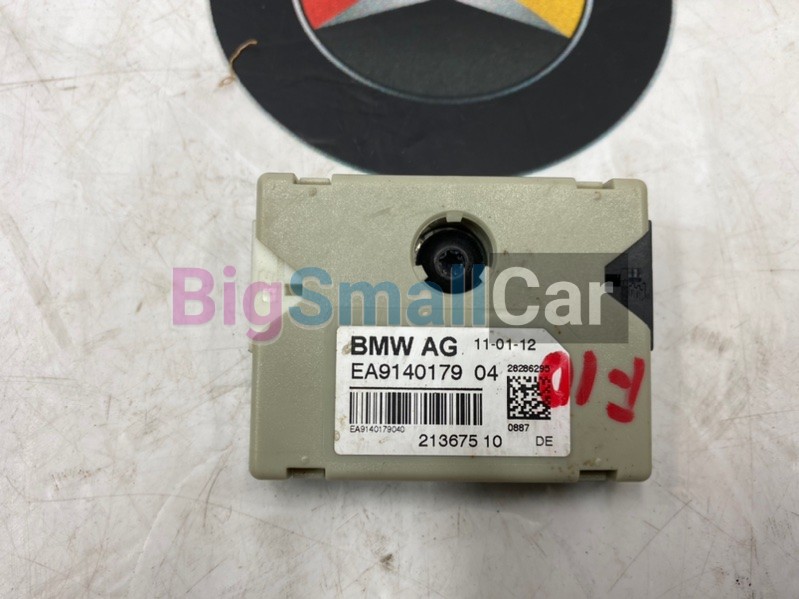 BigSmallCar
BMW AG 11-01-12
EA9140179 04
28286295
EA9140179040
0887
213675 10 DE
F10